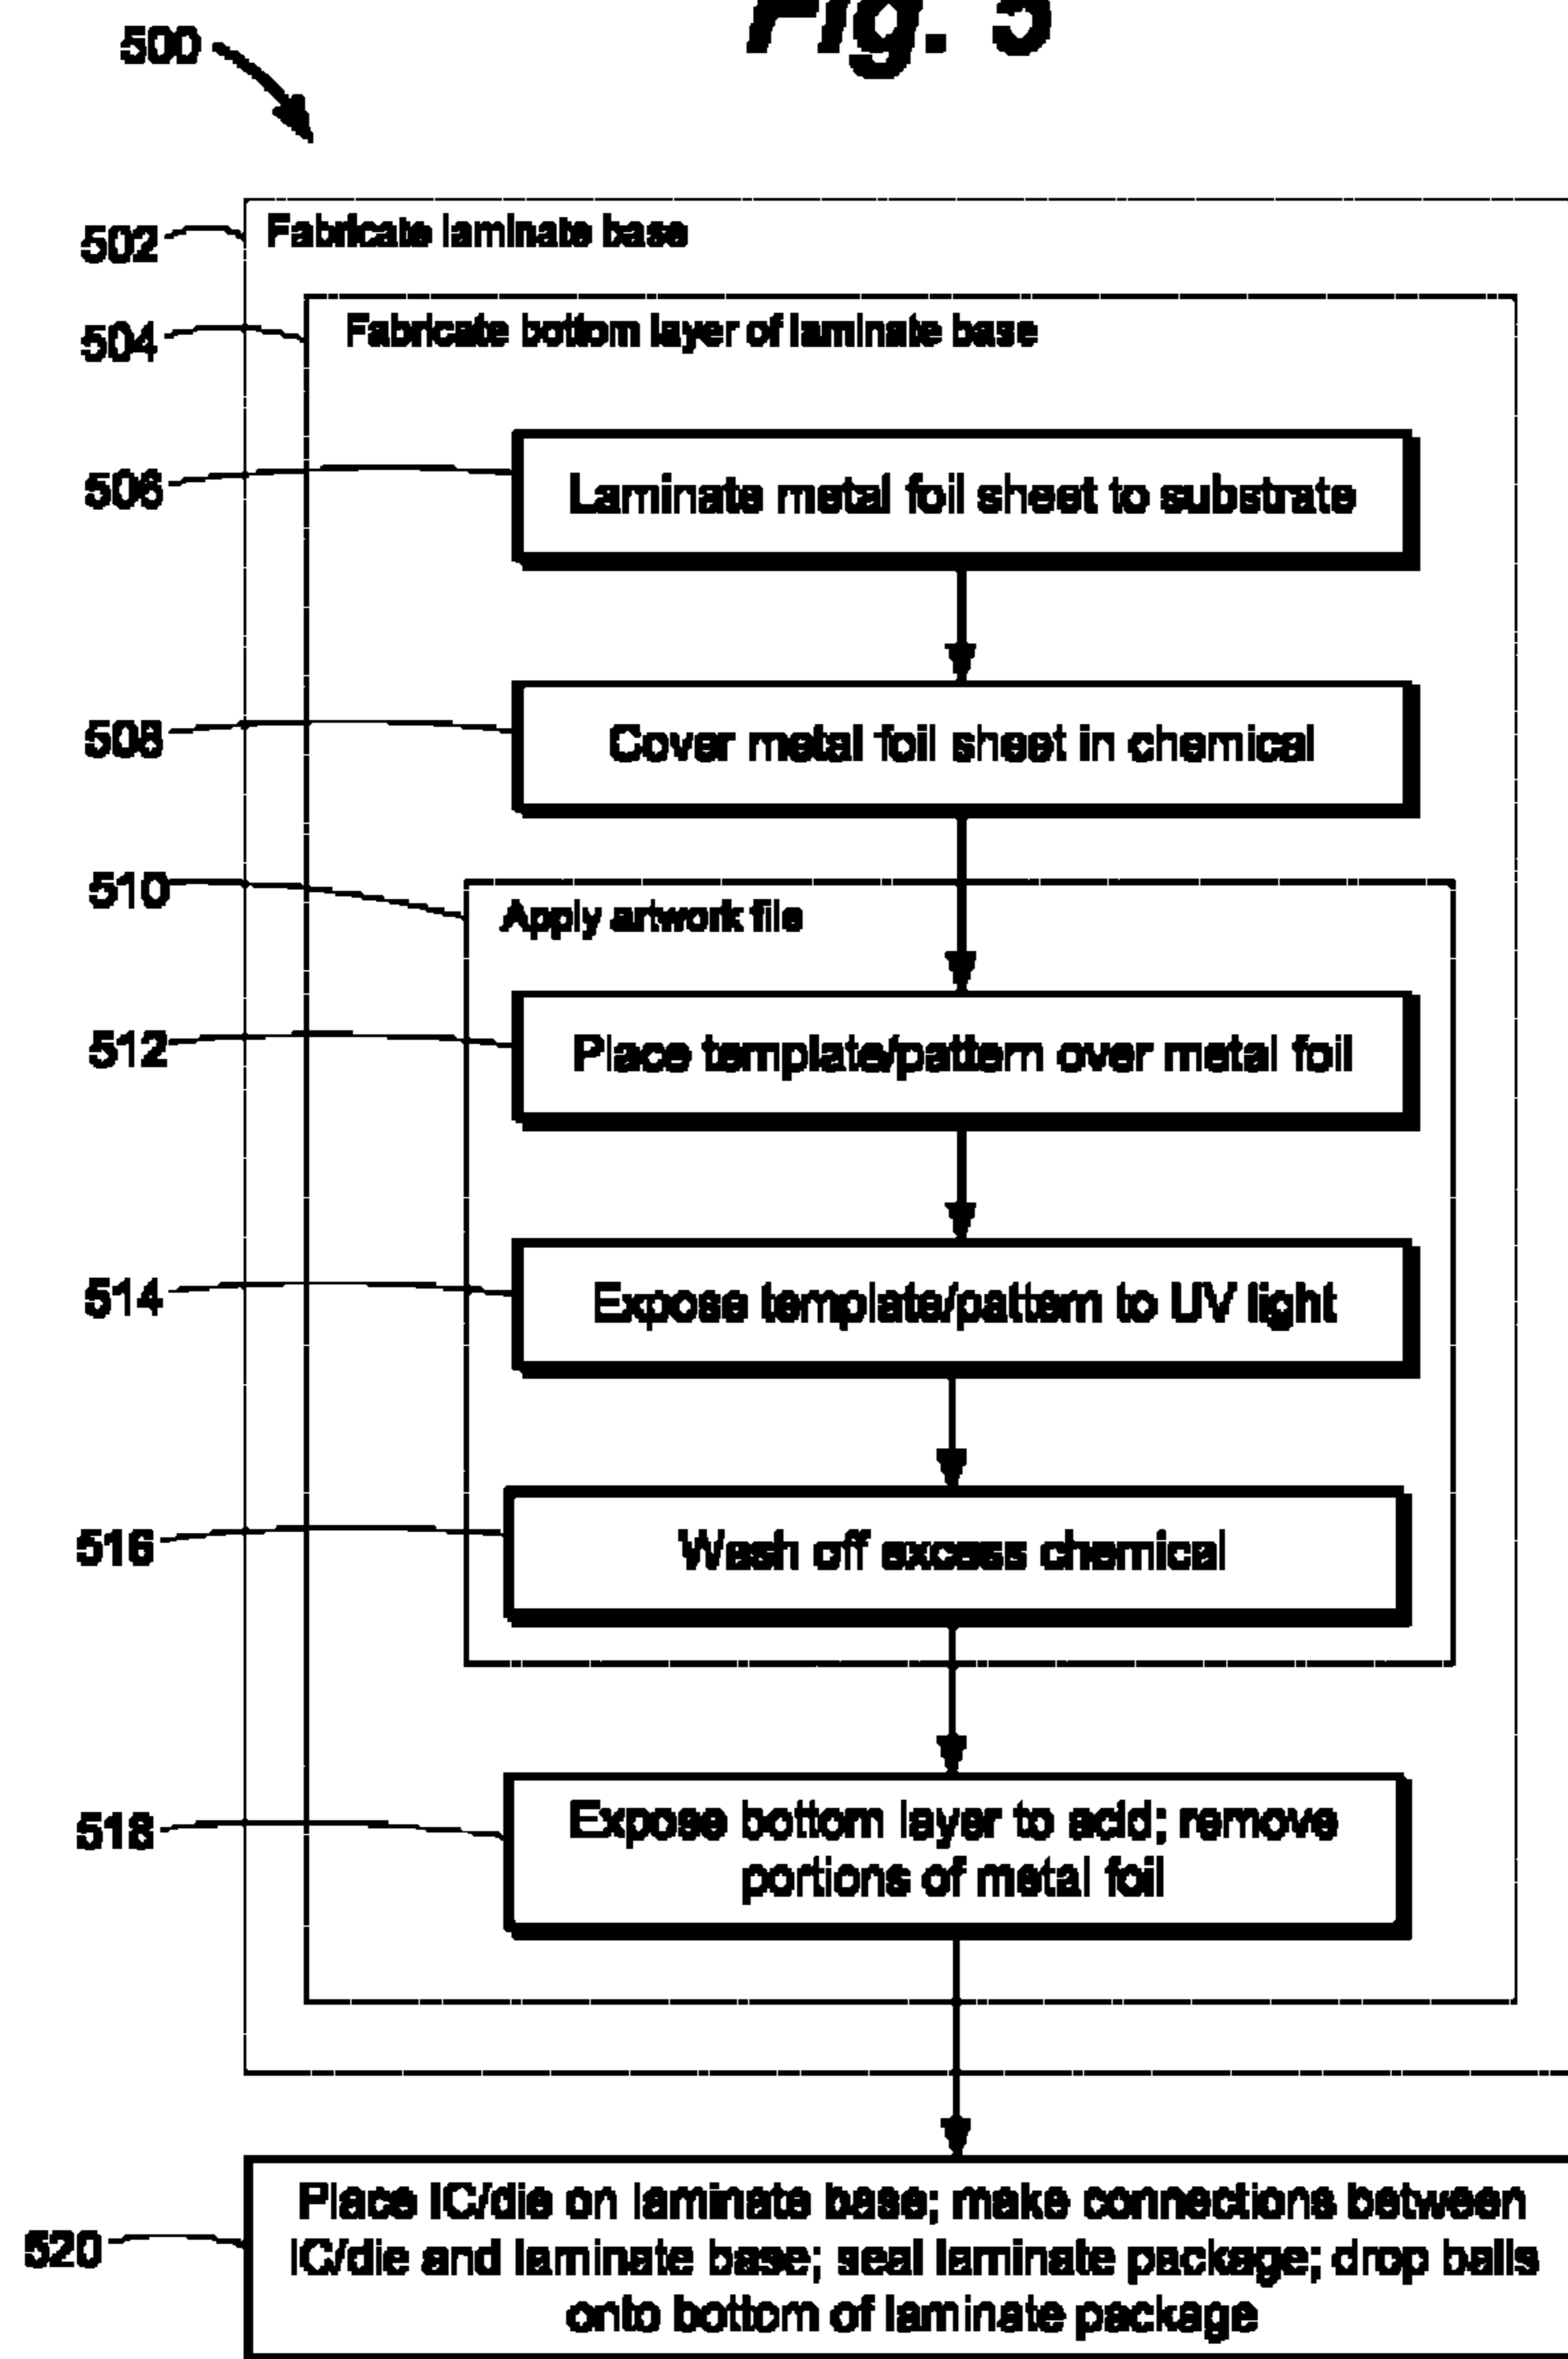 Fig. 5
500
502
Fabricate laminate base
504
Fabricate bottom layer of laminate base
506
Laminate metal foil sheet to substrate
508
Cover metal foil sheet in chemical
510
Apply artwork file
512
Place template/pattern over metal foil
514
Expose template/pattern to UV light
516
Wash off excess chemical
518
Expose bottom layer to acid; remove
portions of metal foil
520
Place IC/die on laminate base; make connections between
IC/die and laminate base; seal laminate package; drop balls
onto bottom of laminate package